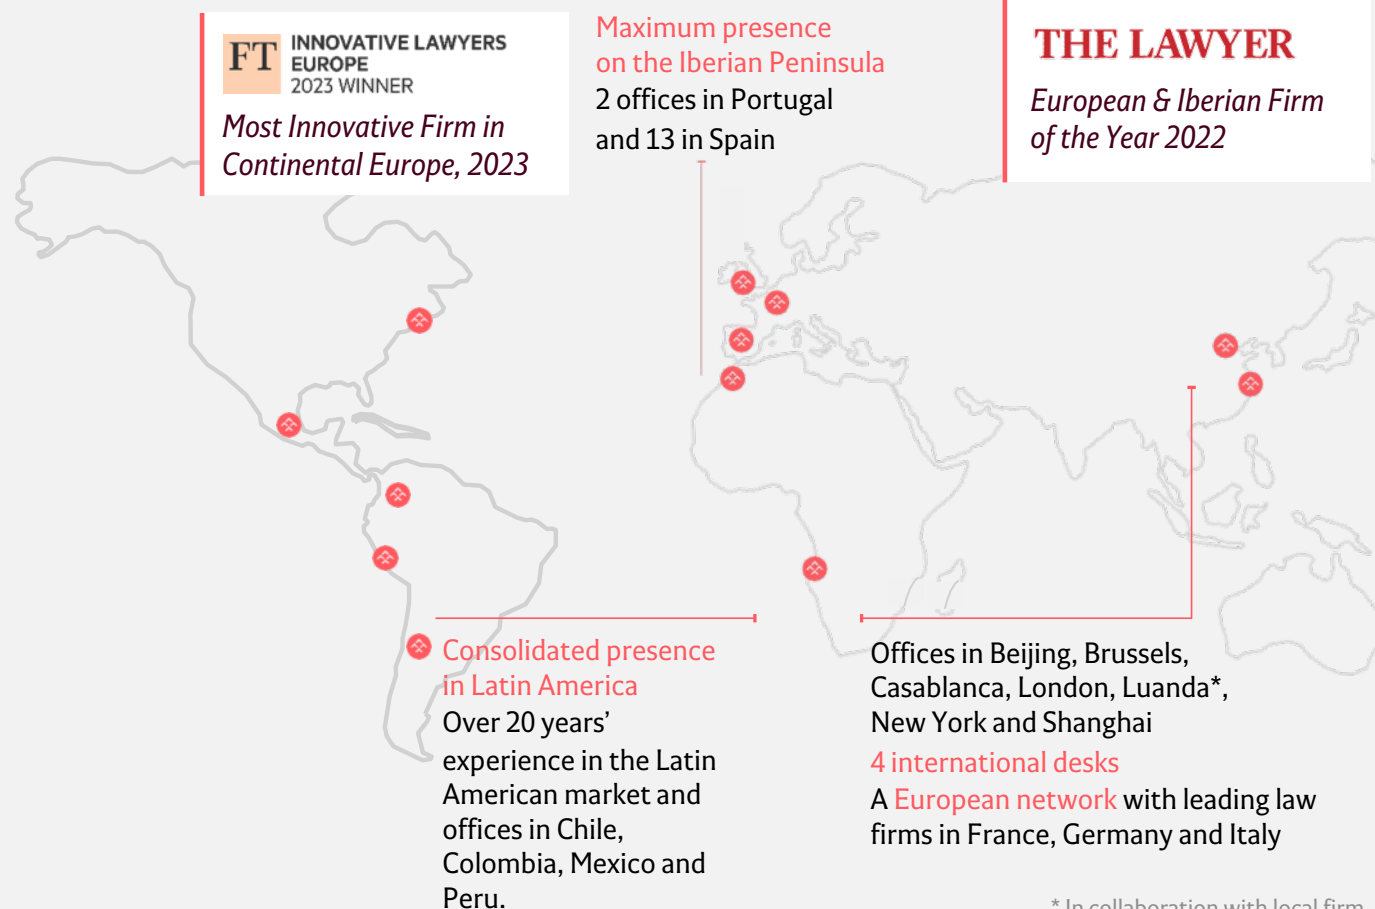 FT INNOVATIVE LAWYERS
EUROPE
2023 WINNER
Most Innovative Firm in
Continental Europe, 2023
Maximum presence
on the Iberian Peninsula
2 offices in Portugal
and 13 in Spain
THE LAWYER
European & Iberian Firm
of the Year 2022
Consolidated presence
in Latin America
Over 20 years’
experience in the Latin
American market and
offices in Chile,
Colombia, Mexico and
Peru.
Offices in Beijing, Brussels,
Casablanca, London, Luanda*,
New York and Shanghai
4 international desks
A European network with leading law
firms in France, Germany and Italy
* In collaboration with local firm